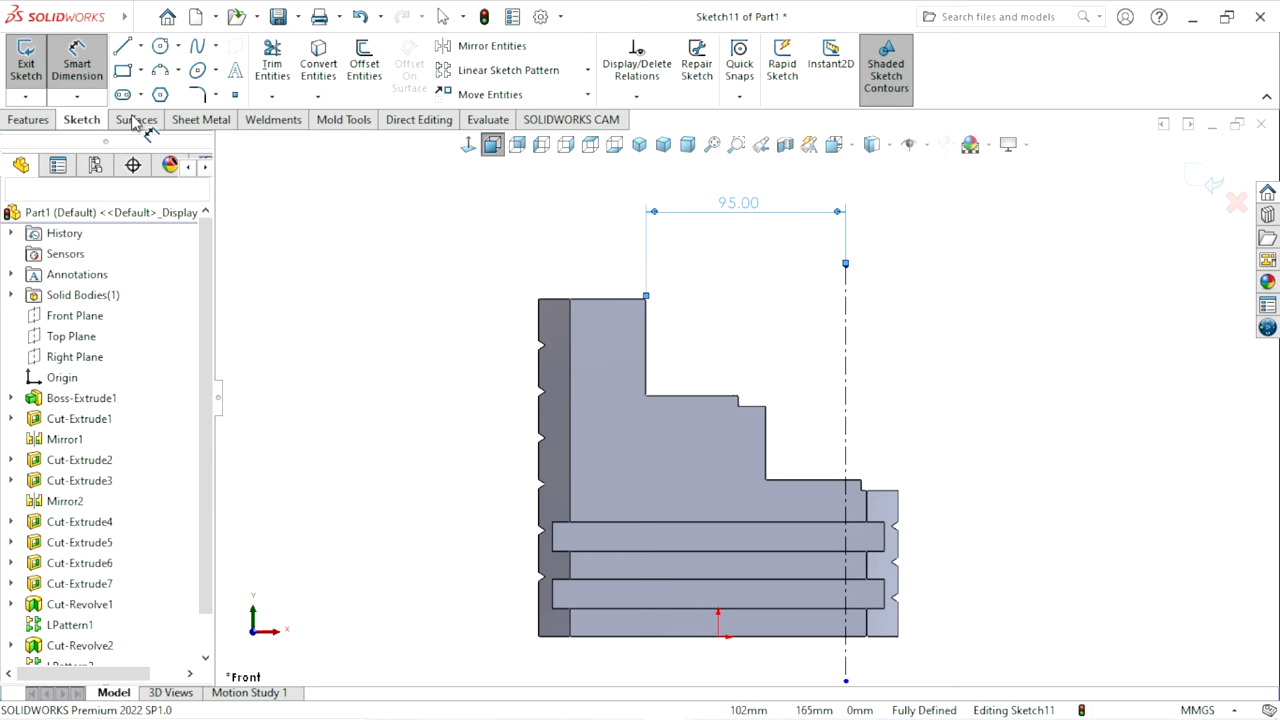 SOLIDWORKS
Sketch11 of Part1 *
Search files and models
Exit Sketch
Smart Dimension
Trim Entities
Convert Entities
Offset Entities
Offset On Surface
Mirror Entities
Linear Sketch Pattern
Move Entities
Display/Delete Relations
Repair Sketch
Quick Snaps
Rapid Sketch
Instant2D
Shaded Sketch Contours
Features
Sketch
Surfaces
Sheet Metal
Weldments
Mold Tools
Direct Editing
Evaluate
SOLIDWORKS CAM
Part1 (Default) <<Default>_Display
History
Sensors
Annotations
Solid Bodies(1)
Front Plane
Top Plane
Right Plane
Origin
Boss-Extrude1
Cut-Extrude1
Mirror1
Cut-Extrude2
Cut-Extrude3
Mirror2
Cut-Extrude4
Cut-Extrude5
Cut-Extrude6
Cut-Extrude7
Cut-Revolve1
LPattern1
Cut-Revolve2
95.00
Y
X
*Front
Model
3D Views
Motion Study 1
SOLIDWORKS Premium 2022 SP1.0
102mm 165mm 0mm Fully Defined Editing Sketch11 MMGS